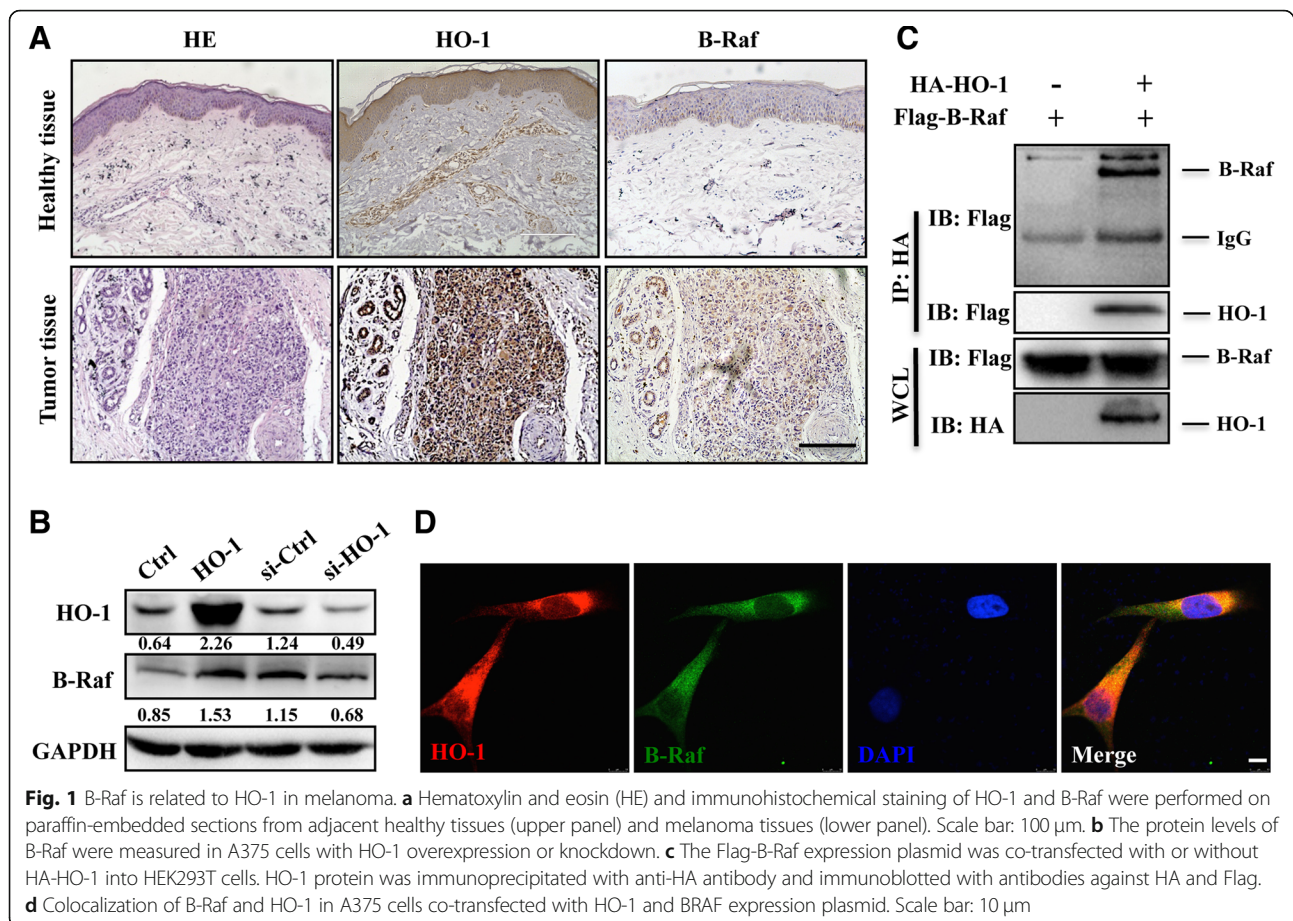 A
HE
HO-1
B-Raf
Healthy tissue
Tumor tissue
C
HA-HO-1 - +
Flag-B-Raf + +
IP: HA
IB: Flag
B-Raf
IgG
IB: Flag
HO-1
WCL
IB: Flag
B-Raf
IB: HA
HO-1
B
Ctrl HO-1 si-Ctrl si-HO-1
HO-1
0.64 2.26 1.24 0.49
B-Raf
0.85 1.53 1.15 0.68
GAPDH
D
HO-1
B-Raf
DAPI
Merge
Fig. 1 B-Raf is related to HO-1 in melanoma. a Hematoxylin and eosin (HE) and immunohistochemical staining of HO-1 and B-Raf were performed on
paraffin-embedded sections from adjacent healthy tissues (upper panel) and melanoma tissues (lower panel). Scale bar: 100 μm. b The protein levels of
B-Raf were measured in A375 cells with HO-1 overexpression or knockdown. c The Flag-B-Raf expression plasmid was co-transfected with or without
HA-HO-1 into HEK293T cells. HO-1 protein was immunoprecipitated with anti-HA antibody and immunoblotted with antibodies against HA and Flag.
d Colocalization of B-Raf and HO-1 in A375 cells co-transfected with HO-1 and BRAF expression plasmid. Scale bar: 10 μm